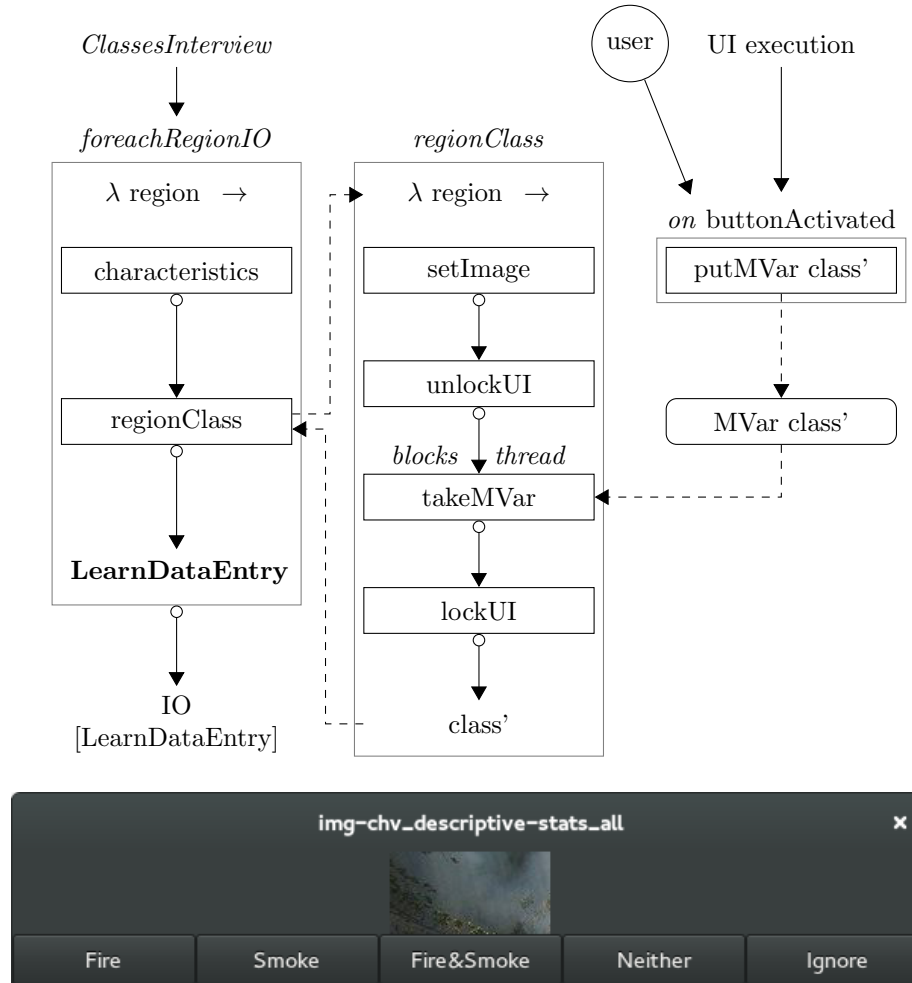 ClassesInterview
user
UI execution
foreachRegionIO
regionClass
λ region →
λ region →
on buttonActivated
characteristics
setImage
putMVar class'
unlockUI
regionClass
MVar class'
blocks thread
takeMVar
LearnDataEntry
lockUI
IO
[LearnDataEntry]
class'
img-chv_descriptive-stats_all ×
Fire Smoke Fire&Smoke Neither Ignore